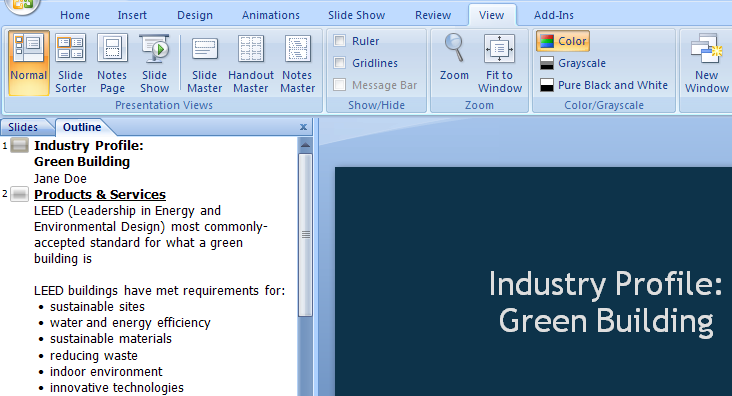 Home Insert Design Animations Slide Show Review View Add-Ins
Normal
Slide Sorter
Notes Page
Slide Show
Slide Master
Handout Master
Notes Master
Presentation Views
Ruler
Gridlines
Message Bar
Show/Hide
Zoom
Fit to Window
Zoom
Color
Grayscale
Pure Black and White
Color/Grayscale
New Window
Slides Outline x
1 Industry Profile:
Green Building
Jane Doe
2 Products & Services
LEED (Leadership in Energy and
Environmental Design) most commonly-
accepted standard for what a green
building is
LEED buildings have met requirements for:
• sustainable sites
• water and energy efficiency
• sustainable materials
• reducing waste
• indoor environment
• innovative technologies
Industry Profile:
Green Building